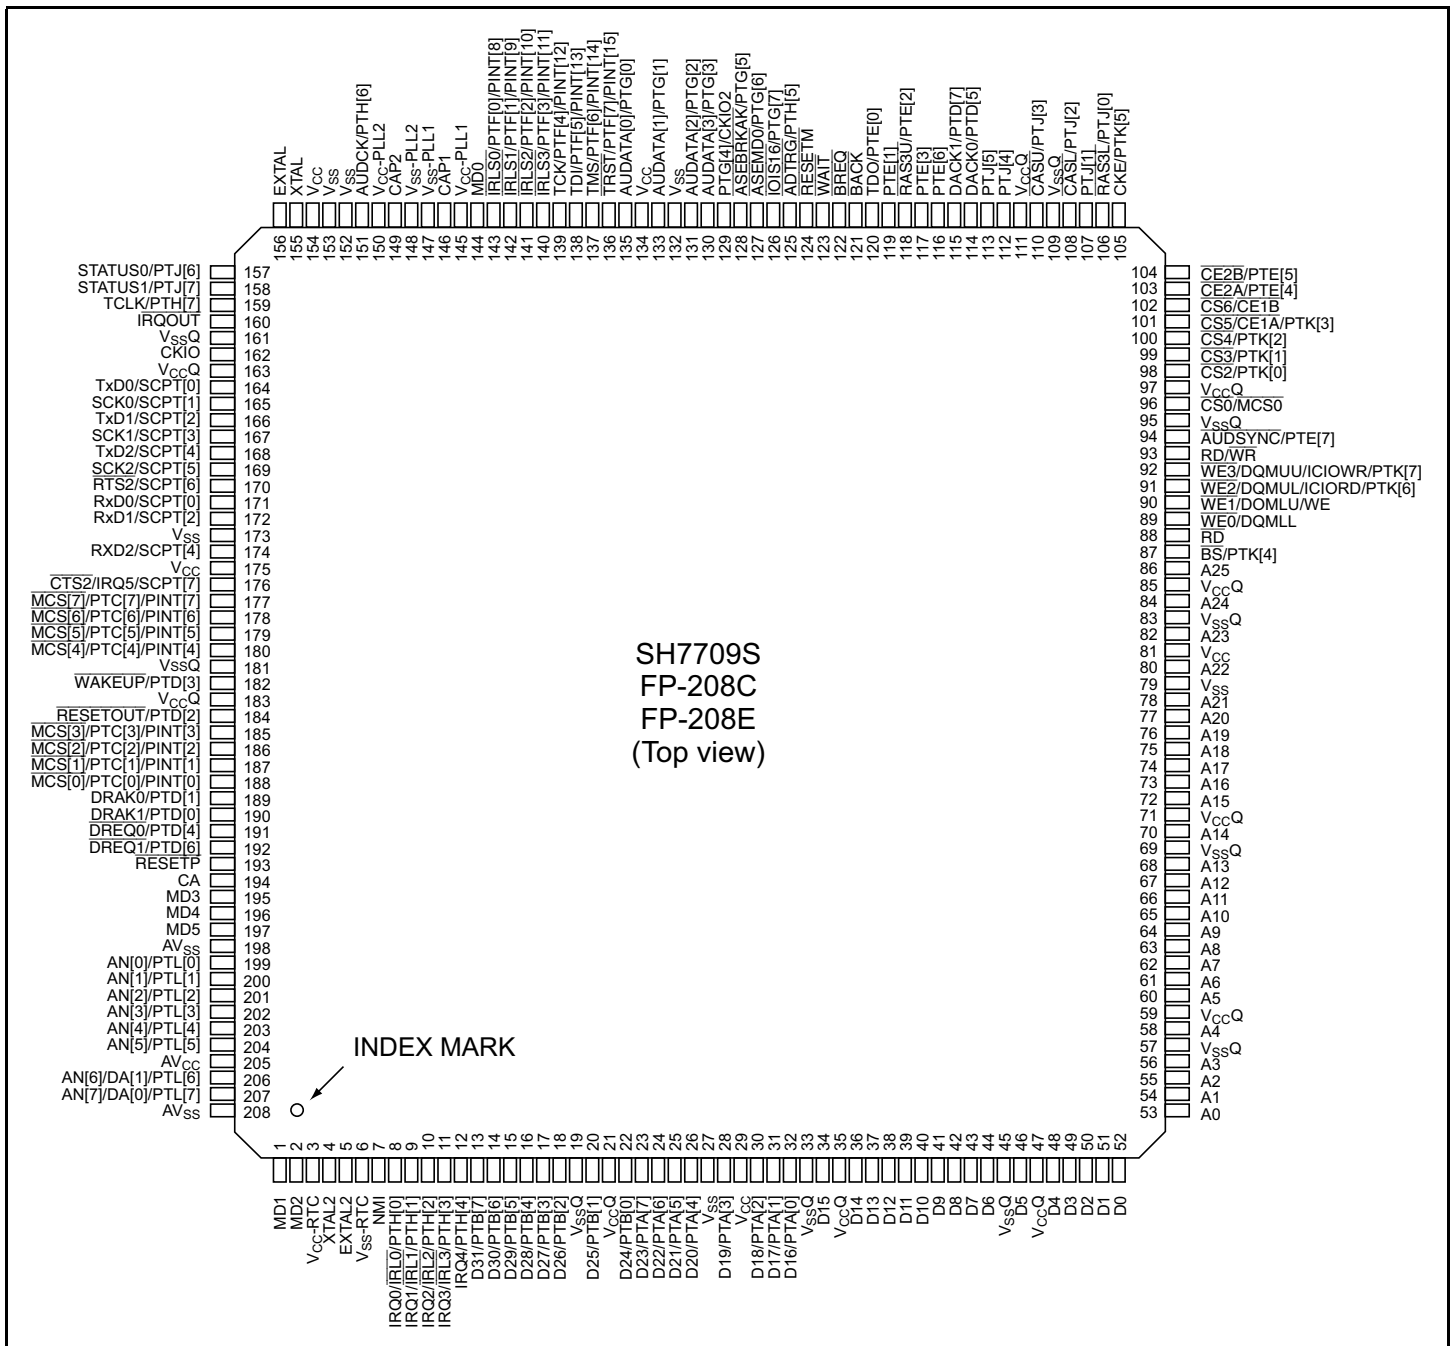 EXTAL
XTAL
VCC
VSS
VSS
AUDCK/PTH[6]
VCC-PLL2
CAP2
VSS-PLL2
VSS-PLL1
CAP1
VCC-PLL1
MD0
IRLS0/PTF[0]/PINT[8]
IRLS1/PTF[1]/PINT[9]
IRLS2/PTF[2]/PINT[10]
IRLS3/PTF[3]/PINT[11]
TCK/PTF[4]/PINT[12]
TDI/PTF[5]/PINT[13]
TMS/PTF[6]/PINT[14]
TRST/PTF[7]/PINT[15]
AUDATA[0]/PTG[0]
VCC
AUDATA[1]/PTG[1]
VSS
AUDATA[2]/PTG[2]
AUDATA[3]/PTG[3]
PTG[4]/CKIO2
ASEBRKAK/PTG[5]
ASEMD0/PTG[6]
IOIS16/PTG[7]
ADTRG/PTH[5]
RESETM
WAIT
BREQ
BACK
TDO/PTE[0]
PTE[1]
RAS3U/PTE[2]
PTE[3]
PTE[6]
DACK1/PTD[7]
DACK0/PTD[5]
PTJ[5]
PTJ[4]
VCCQ
CASU/PTJ[3]
VSSQ
CASL/PTJ[2]
PTJ[1]
RAS3L/PTJ[0]
CKE/PTK[5]
156 155 154 153 152 151 150 149 148 147 146 145 144 143 142 141 140 139 138 137 136 135 134 133 132 131 130 129 128 127 126 125 124 123 122 121 120 119 118 117 116 115 114 113 112 111 110 109 108 107 106 105
STATUS0/PTJ[6] 157
STATUS1/PTJ[7] 158
TCLK/PTH[7] 159
IRQOUT 160
VSSQ 161
CKIO 162
VCCQ 163
TxD0/SCPT[0] 164
SCK0/SCPT[1] 165
TxD1/SCPT[2] 166
SCK1/SCPT[3] 167
TxD2/SCPT[4] 168
SCK2/SCPT[5] 169
RTS2/SCPT[6] 170
RxD0/SCPT[0] 171
RxD1/SCPT[2] 172
VSS 173
RXD2/SCPT[4] 174
VCC 175
CTS2/IRQ5/SCPT[7] 176
MCS[7]/PTC[7]/PINT[7] 177
MCS[6]/PTC[6]/PINT[6] 178
MCS[5]/PTC[5]/PINT[5] 179
MCS[4]/PTC[4]/PINT[4] 180
VssQ 181
WAKEUP/PTD[3] 182
VCCQ 183
RESETOUT/PTD[2] 184
MCS[3]/PTC[3]/PINT[3] 185
MCS[2]/PTC[2]/PINT[2] 186
MCS[1]/PTC[1]/PINT[1] 187
MCS[0]/PTC[0]/PINT[0] 188
DRAK0/PTD[1] 189
DRAK1/PTD[0] 190
DREQ0/PTD[4] 191
DREQ1/PTD[6] 192
RESETP 193
CA 194
MD3 195
MD4 196
MD5 197
AVSS 198
AN[0]/PTL[0] 199
AN[1]/PTL[1] 200
AN[2]/PTL[2] 201
AN[3]/PTL[3] 202
AN[4]/PTL[4] 203
AN[5]/PTL[5] 204
AVCC 205
AN[6]/DA[1]/PTL[6] 206
AN[7]/DA[0]/PTL[7] 207
AVSS 208
SH7709S
FP-208C
FP-208E
(Top view)
INDEX MARK
104 CE2B/PTE[5]
103 CE2A/PTE[4]
102 CS6/CE1B
101 CS5/CE1A/PTK[3]
100 CS4/PTK[2]
99 CS3/PTK[1]
98 CS2/PTK[0]
97 VCCQ
96 CS0/MCS0
95 VSSQ
94 AUDSYNC/PTE[7]
93 RD/WR
92 WE3/DQMUU/ICIOWR/PTK[7]
91 WE2/DQMUL/ICIORD/PTK[6]
90 WE1/DOMLU/WE
89 WE0/DQMLL
88 RD
87 BS/PTK[4]
86 A25
85 VCCQ
84 A24
83 VSSQ
82 A23
81 VCC
80 A22
79 VSS
78 A21
77 A20
76 A19
75 A18
74 A17
73 A16
72 A15
71 VCCQ
70 A14
69 VSSQ
68 A13
67 A12
66 A11
65 A10
64 A9
63 A8
62 A7
61 A6
60 A5
59 VCCQ
58 A4
57 VSSQ
56 A3
55 A2
54 A1
53 A0
1 2 3 4 5 6 7 8 9 10 11 12 13 14 15 16 17 18 19 20 21 22 23 24 25 26 27 28 29 30 31 32 33 34 35 36 37 38 39 40 41 42 43 44 45 46 47 48 49 50 51 52
MD1
MD2
VCC-RTC
XTAL2
EXTAL2
VSS-RTC
NMI
IRQ0/IRL0/PTH[0]
IRQ1/IRL1/PTH[1]
IRQ2/IRL2/PTH[2]
IRQ3/IRL3/PTH[3]
IRQ4/PTH[4]
D31/PTB[7]
D30/PTB[6]
D29/PTB[5]
D28/PTB[4]
D27/PTB[3]
D26/PTB[2]
VSSQ
D25/PTB[1]
VCCQ
D24/PTB[0]
D23/PTA[7]
D22/PTA[6]
D21/PTA[5]
D20/PTA[4]
VSS
D19/PTA[3]
VCC
D18/PTA[2]
D17/PTA[1]
D16/PTA[0]
VSSQ
D15
VCCQ
D14
D13
D12
D11
D10
D9
D8
D7
D6
VSSQ
D5
VCCQ
D4
D3
D2
D1
D0